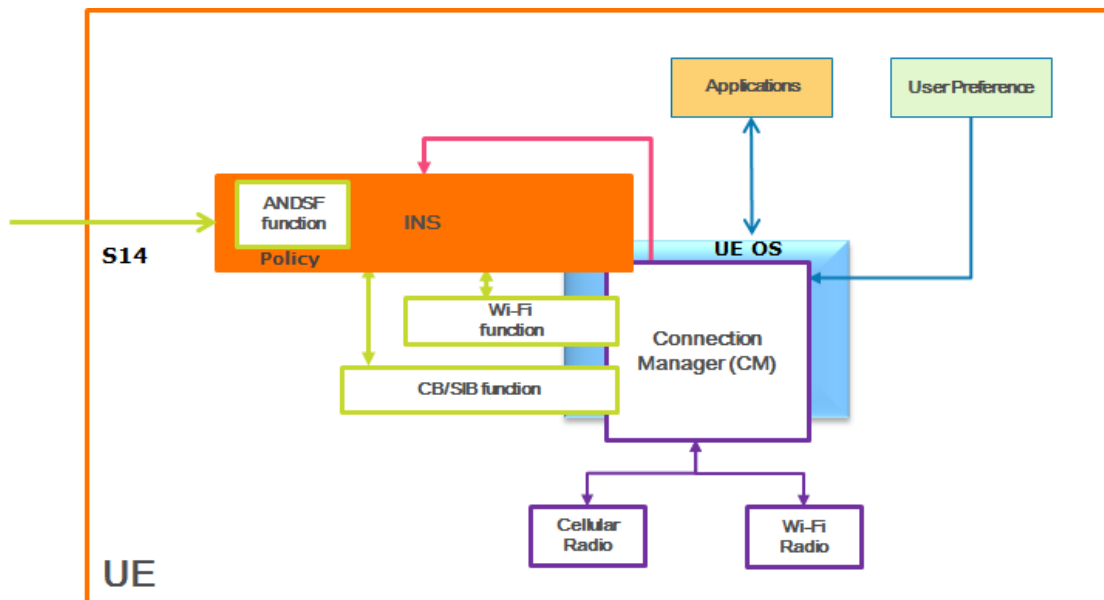 Applications
User Preference
ANDSF
function
INS
S14
Policy
UE OS
Wi-Fi
function
Connection
Manager (CM)
CB/SIB function
Cellular
Radio
Wi-Fi
Radio
UE